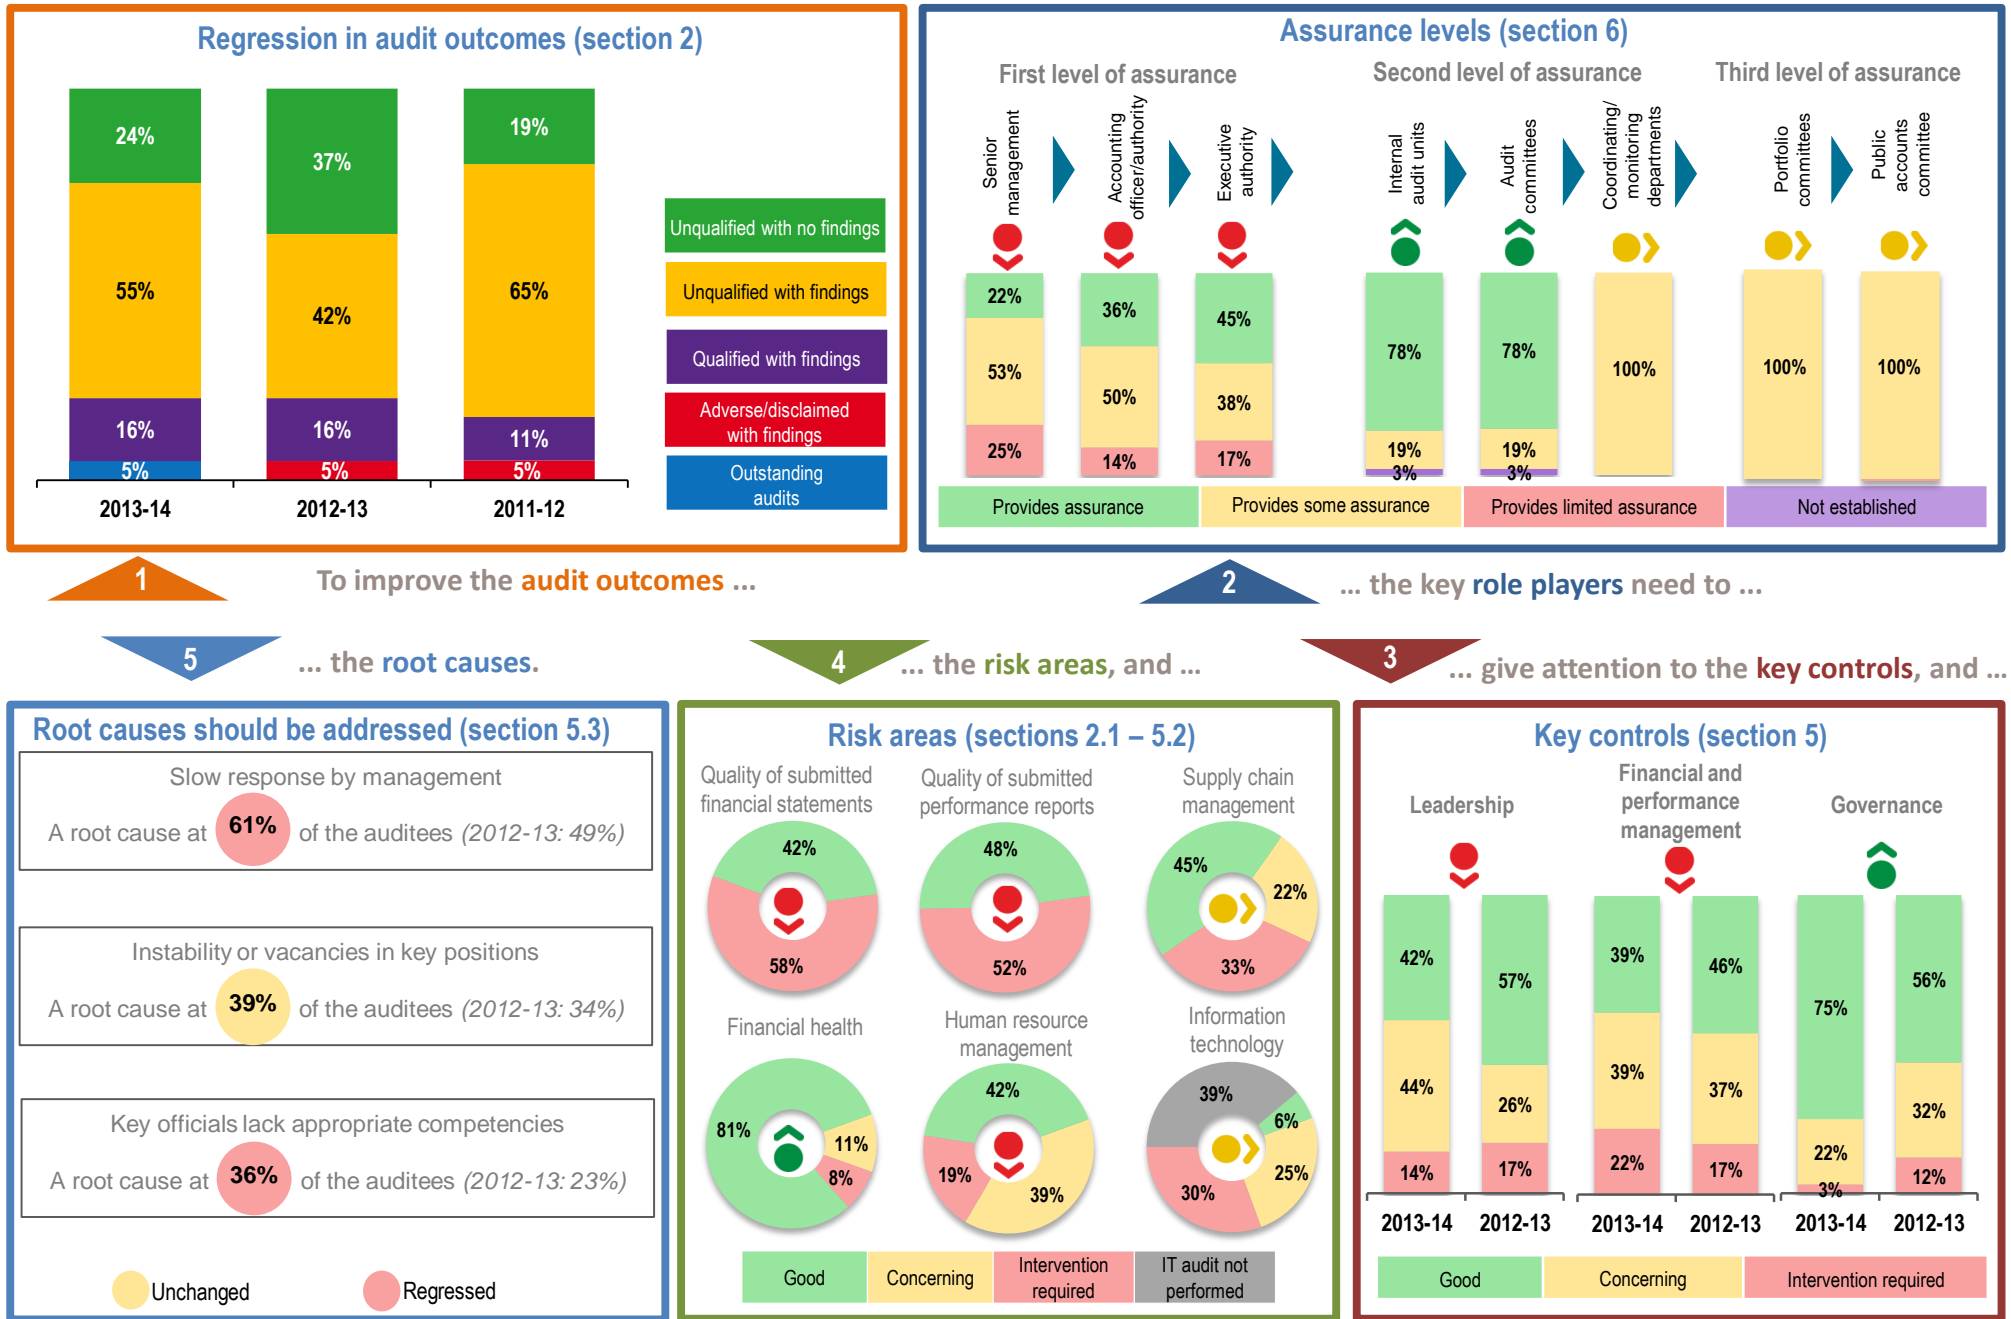 Regression in audit outcomes (section 2)
24%
37%
19%
55%
42%
65%
16%
16%
11%
5%
5%
5%
2013-14
2012-13
2011-12
Unqualified with no findings
Unqualified with findings
Qualified with findings
Adverse/disclaimed
with findings
Outstanding
audits
Assurance levels (section 6)
First level of assurance
Second level of assurance
Third level of assurance
Senior
management
Accounting
officer/authority
Executive
authority
Internal
audit units
Audit
committees
Coordinating/
monitoring
departments
Portfolio
committees
Public
accounts
committee
22%
53%
25%
36%
50%
14%
45%
38%
17%
78%
19%
3%
78%
19%
3%
100%
100%
100%
Provides assurance
Provides some assurance
Provides limited assurance
Not established
1
To improve the audit outcomes ...
2
... the key role players need to ...
5
... the root causes.
4
... the risk areas, and ...
3
... give attention to the key controls, and ...
Root causes should be addressed (section 5.3)
Slow response by management
A root cause at 61% of the auditees (2012-13: 49%)
Instability or vacancies in key positions
A root cause at 39% of the auditees (2012-13: 34%)
Key officials lack appropriate competencies
A root cause at 36% of the auditees (2012-13: 23%)
Unchanged
Regressed
Risk areas (sections 2.1 – 5.2)
Quality of submitted
financial statements
42%
58%
Quality of submitted
performance reports
48%
52%
Supply chain
management
45%
22%
33%
Financial health
81%
11%
8%
Human resource
management
42%
19%
39%
Information
technology
39%
6%
25%
30%
Good
Concerning
Intervention
required
IT audit not
performed
Key controls (section 5)
Leadership
Financial and
performance
management
Governance
42%
44%
14%
57%
26%
17%
39%
39%
22%
46%
37%
17%
75%
22%
3%
56%
32%
12%
2013-14
2012-13
2013-14
2012-13
2013-14
2012-13
Good
Concerning
Intervention required